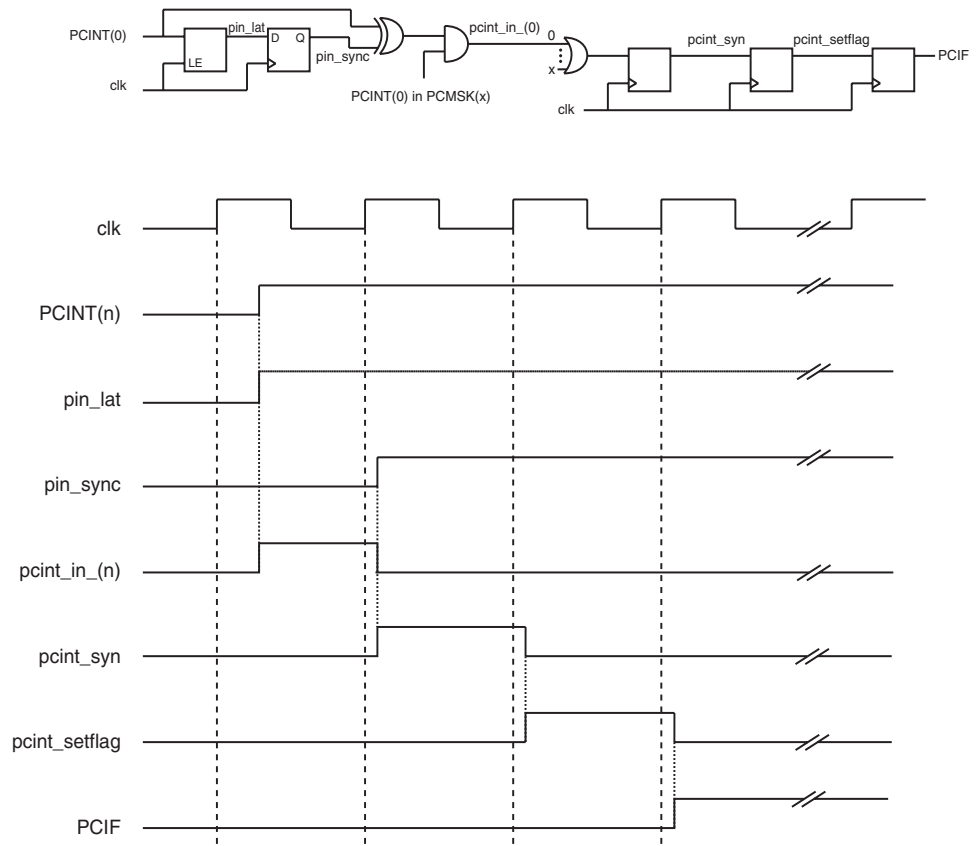 PCINT(0)
pin_lat
D Q
LE
pin_sync
clk
pcint_in_(0)
0
x
PCINT(0) in PCMSK(x)
pcint_syn
pcint_setflag
PCIF
clk
clk
PCINT(n)
pin_lat
pin_sync
pcint_in_(n)
pcint_syn
pcint_setflag
PCIF